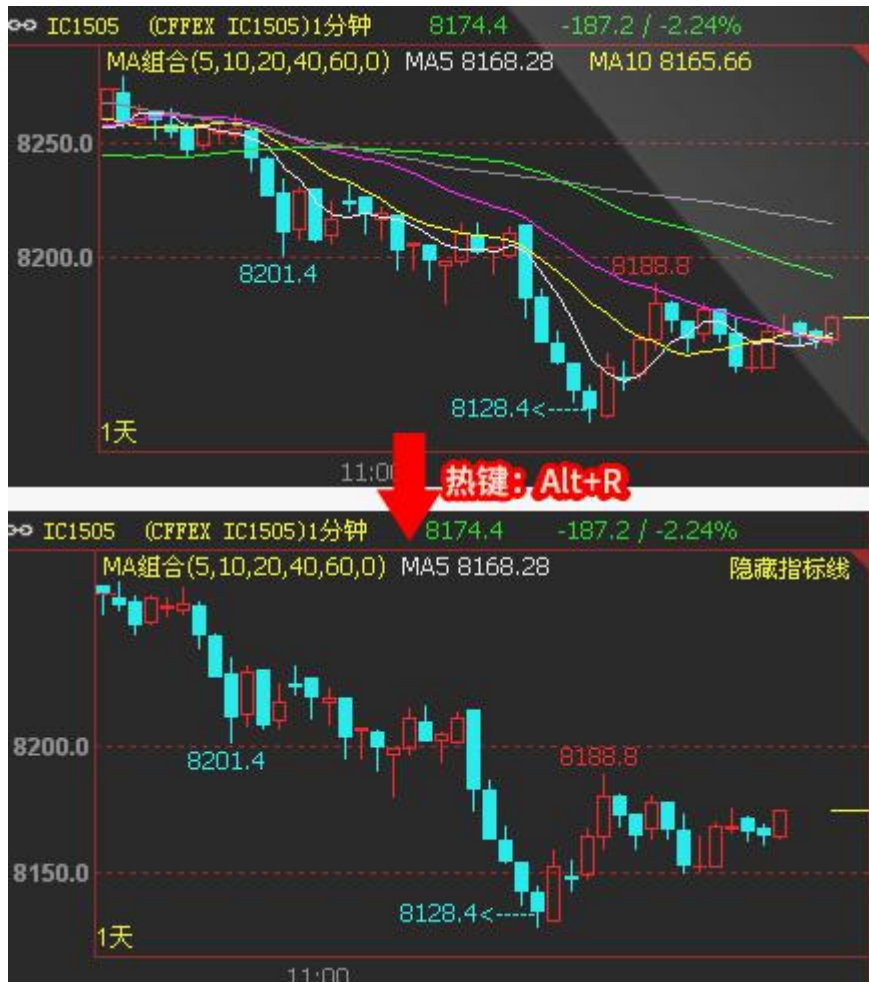 IC1505 (CFFEX IC1505)1分钟 8174.4 -187.2 / -2.24%
MA组合(5,10,20,40,60,0) MA5 8168.28 MA10 8165.66
8250.0
8200.0
8201.4
8188.8
8128.4<-----
1天
11:00
热键：Alt+R
IC1505 (CFFEX IC1505)1分钟 8174.4 -187.2 / -2.24%
MA组合(5,10,20,40,60,0) MA5 8168.28 隐藏指标线
8200.0
8201.4
8188.8
8150.0
8128.4<-----
1天
11:00